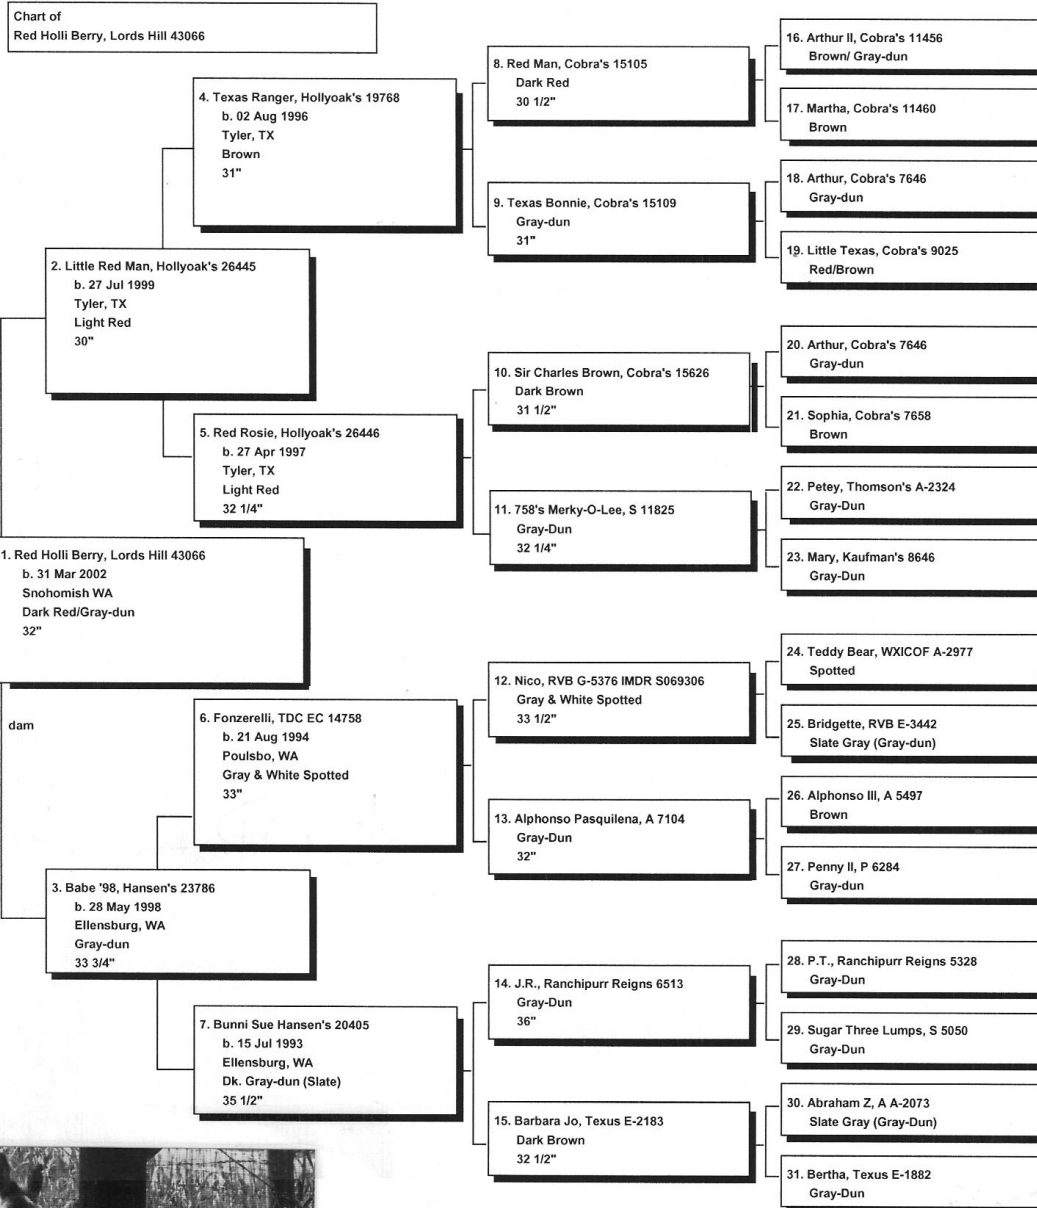 Chart of
Red Holli Berry, Lords Hill 43066
16. Arthur II, Cobra's 11456
Brown/ Gray-dun
8. Red Man, Cobra's 15105
Dark Red
30 1/2"
4. Texas Ranger, Hollyoak's 19768
b. 02 Aug 1996
Tyler, TX
Brown
31"
17. Martha, Cobra's 11460
Brown
18. Arthur, Cobra's 7646
Gray-dun
9. Texas Bonnie, Cobra's 15109
Gray-dun
31"
19. Little Texas, Cobra's 9025
Red/Brown
2. Little Red Man, Hollyoak's 26445
b. 27 Jul 1999
Tyler, TX
Light Red
30"
20. Arthur, Cobra's 7646
Gray-dun
10. Sir Charles Brown, Cobra's 15626
Dark Brown
31 1/2"
21. Sophia, Cobra's 7658
Brown
5. Red Rosie, Hollyoak's 26446
b. 27 Apr 1997
Tyler, TX
Light Red
32 1/4"
22. Petey, Thomson's A-2324
Gray-Dun
11. 758's Merky-O-Lee, S 11825
Gray-Dun
32 1/4"
23. Mary, Kaufman's 8646
Gray-Dun
1. Red Holli Berry, Lords Hill 43066
b. 31 Mar 2002
Snohomish WA
Dark Red/Gray-dun
32"
24. Teddy Bear, WXICOF A-2977
Spotted
12. Nico, RVB G-5376 IMDR S069306
Gray & White Spotted
33 1/2"
dam
6. Fonzerelli, TDC EC 14758
b. 21 Aug 1994
Poulsbo, WA
Gray & White Spotted
33"
25. Bridgette, RVB E-3442
Slate Gray (Gray-dun)
26. Alphonso III, A 5497
Brown
13. Alphonso Pasquilena, A 7104
Gray-Dun
32"
27. Penny II, P 6284
Gray-dun
3. Babe '98, Hansen's 23786
b. 28 May 1998
Ellensburg, WA
Gray-dun
33 3/4"
28. P.T., Ranchipurr Reigns 5328
Gray-Dun
14. J.R., Ranchipurr Reigns 6513
Gray-Dun
36"
29. Sugar Three Lumps, S 5050
Gray-Dun
7. Bunni Sue Hansen's 20405
b. 15 Jul 1993
Ellensburg, WA
Dk. Gray-dun (Slate)
35 1/2"
30. Abraham Z, A A-2073
Slate Gray (Gray-Dun)
15. Barbara Jo, Texus E-2183
Dark Brown
32 1/2"
31. Bertha, Texus E-1882
Gray-Dun